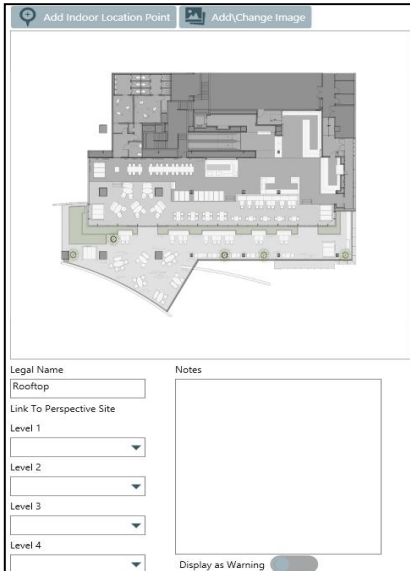 Add Indoor Location Point
Add\Change Image
Legal Name
Notes
Rooftop
Link To Perspective Site
Level 1
Level 2
Level 3
Level 4
Display as Warning